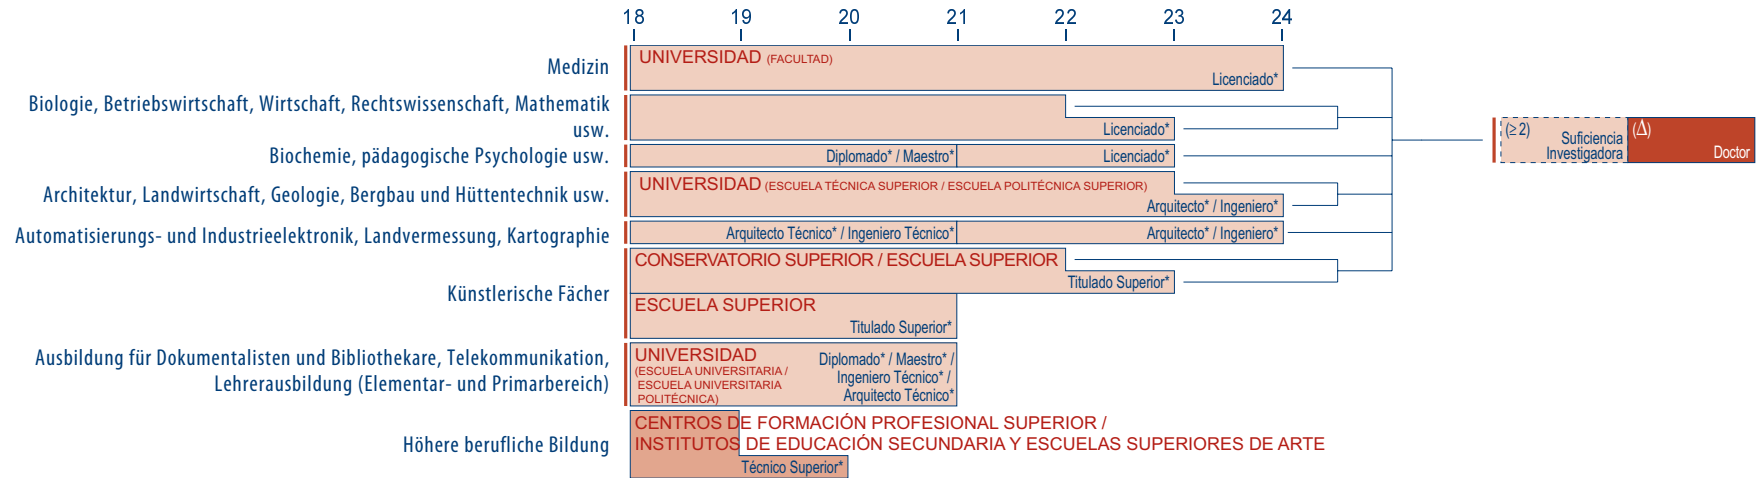 18 19 20 21 22 23 24
Medizin
UNIVERSIDAD (FACULTAD)
Licenciado*
Biologie, Betriebswirtschaft, Wirtschaft, Rechtswissenschaft, Mathematik
usw.
Licenciado*
Biochemie, pädagogische Psychologie usw.
Diplomado* / Maestro*
Licenciado*
Architektur, Landwirtschaft, Geologie, Bergbau und Hüttentechnik usw.
UNIVERSIDAD (ESCUELA TÉCNICA SUPERIOR / ESCUELA POLITÉCNICA SUPERIOR)
Arquitecto* / Ingeniero*
Automatisierungs- und Industrieelektronik, Landvermessung, Kartographie
Arquitecto Técnico* / Ingeniero Técnico*
Arquitecto* / Ingeniero*
Künstlerische Fächer
CONSERVATORIO SUPERIOR / ESCUELA SUPERIOR
Titulado Superior*
ESCUELA SUPERIOR
Titulado Superior*
Ausbildung für Dokumentalisten und Bibliothekare, Telekommunikation,
Lehrerausbildung (Elementar- und Primarbereich)
UNIVERSIDAD
(ESCUELA UNIVERSITARIA /
ESCUELA UNIVERSITARIA
POLITÉCNICA)
Diplomado* / Maestro* /
Ingeniero Técnico* /
Arquitecto Técnico*
Höhere berufliche Bildung
CENTROS DE FORMACIÓN PROFESIONAL SUPERIOR /
INSTITUTOS DE EDUCACIÓN SECUNDARIA Y ESCUELAS SUPERIORES DE ARTE
Técnico Superior*
(≥ 2)
Suficiencia
Investigadora
(Δ)
Doctor